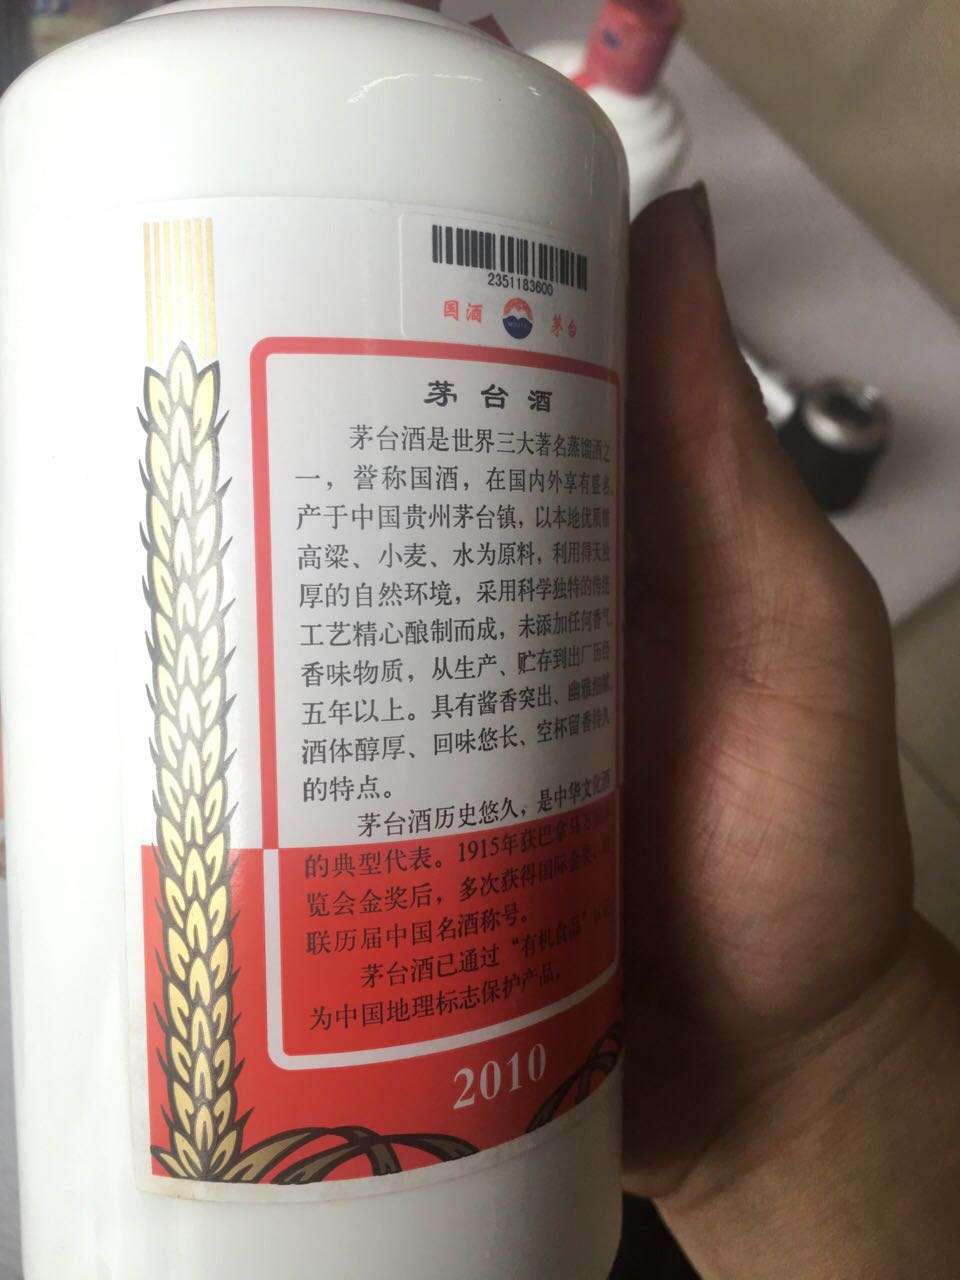 2351183600
国酒 MOUTAI 茅台
茅台酒
茅台酒是世界三大著名蒸馏酒之
一，誉称国酒，在国内外享有盛名。
产于中国贵州茅台镇，以本地优质糯
高粱、小麦、水为原料，利用得天独
厚的自然环境，采用科学独特的传统
工艺精心酿制而成，未添加任何香气、
香味物质，从生产、贮存到出厂历经
五年以上。具有酱香突出、幽雅细腻、
酒体醇厚、回味悠长、空杯留香持久
的特点。
茅台酒历史悠久，是中华文化酒
的典型代表。1915年获巴拿马万
览会金奖后，多次获得国际金奖，
联历届中国名酒称号。
茅台酒已通过“有机食品”
为中国地理标志保护产品。
2010